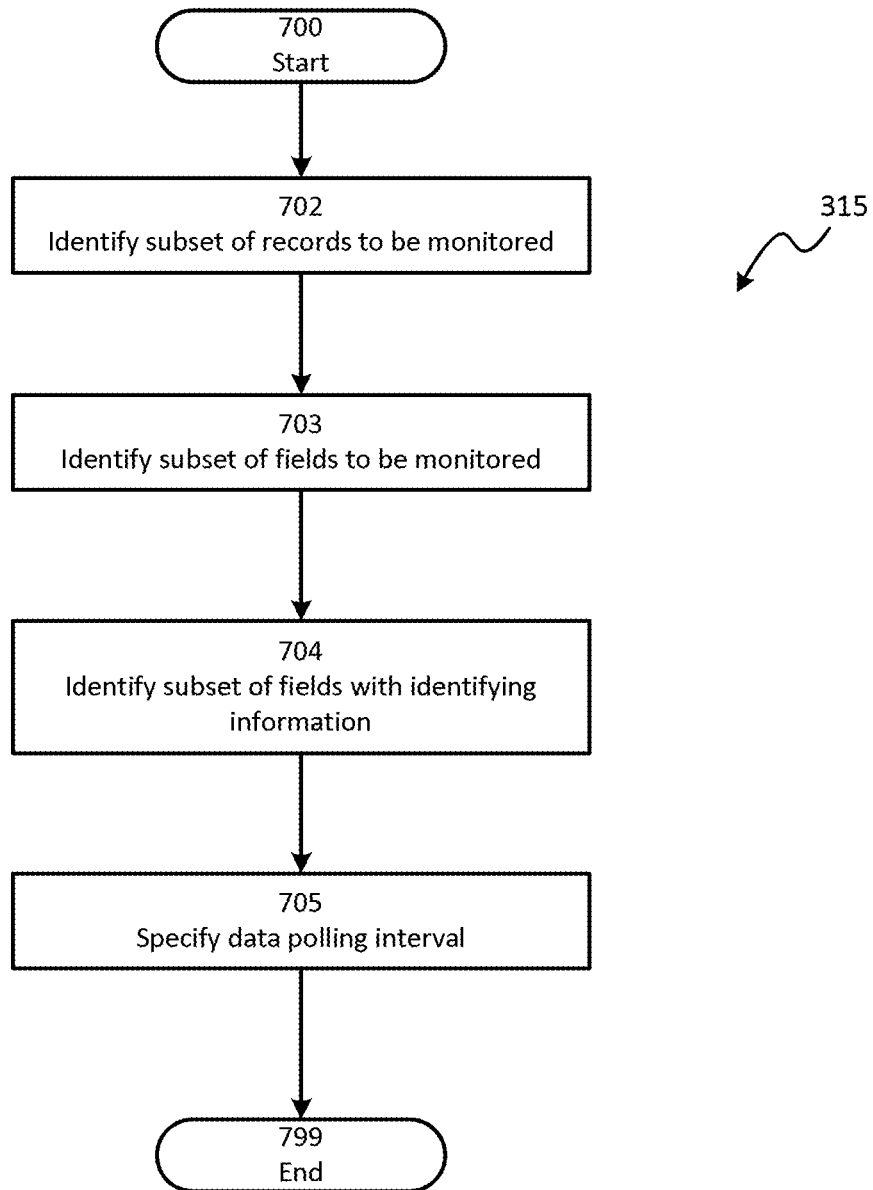 700
Start
702
Identify subset of records to be monitored
315
703
Identify subset of fields to be monitored
704
Identify subset of fields with identifying
information
705
Specify data polling interval
799
End